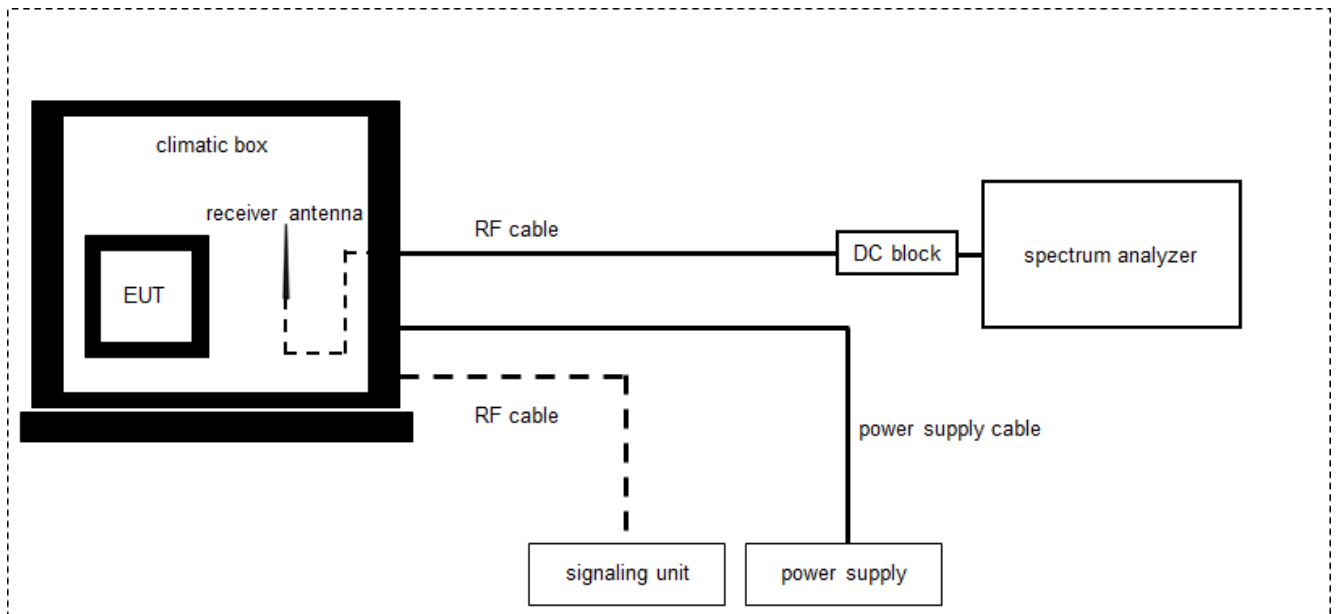 climatic box
receiver antenna
EUT
RF cable
DC block
spectrum analyzer
RF cable
power supply cable
signaling unit
power supply